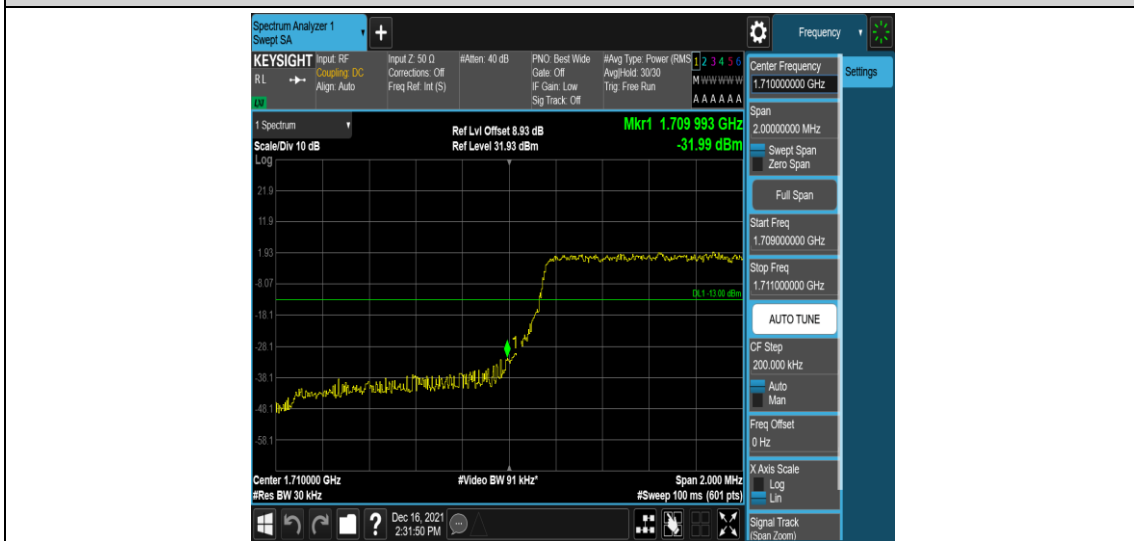 Spectrum Analyzer 1
Swept SA
+
Frequency
KEYSIGHT
RL
LXI
Input: RF
Coupling: DC
Align: Auto
Input Z: 50 Ω
Corrections: Off
Freq Ref: Int (S)
#Atten: 40 dB
PNO: Best Wide
Gate: Off
IF Gain: Low
Sig Track: Off
#Avg Type: Power (RMS
Avg|Hold: 30/30
Trig: Free Run
1 2 3 4 5 6
M W W W W W
A A A A A A
1 Spectrum
Scale/Div 10 dB
Ref Lvl Offset 8.93 dB
Ref Level 31.93 dBm
Mkr1 1.709 993 GHz
-31.99 dBm
Log
21.9
11.9
1.93
-8.07
-18.1
-28.1
-38.1
-48.1
-58.1
DL1 -13.00 dBm
1
Center 1.710000 GHz
#Res BW 30 kHz
#Video BW 91 kHz*
Span 2.000 MHz
#Sweep 100 ms (601 pts)
?
Dec 16, 2021
2:31:50 PM
Center Frequency
1.710000000 GHz
Span
2.00000000 MHz
Swept Span
Zero Span
Full Span
Start Freq
1.709000000 GHz
Stop Freq
1.711000000 GHz
AUTO TUNE
CF Step
200.000 kHz
Auto
Man
Freq Offset
0 Hz
X Axis Scale
Log
Lin
Signal Track
(Span Zoom)
Settings